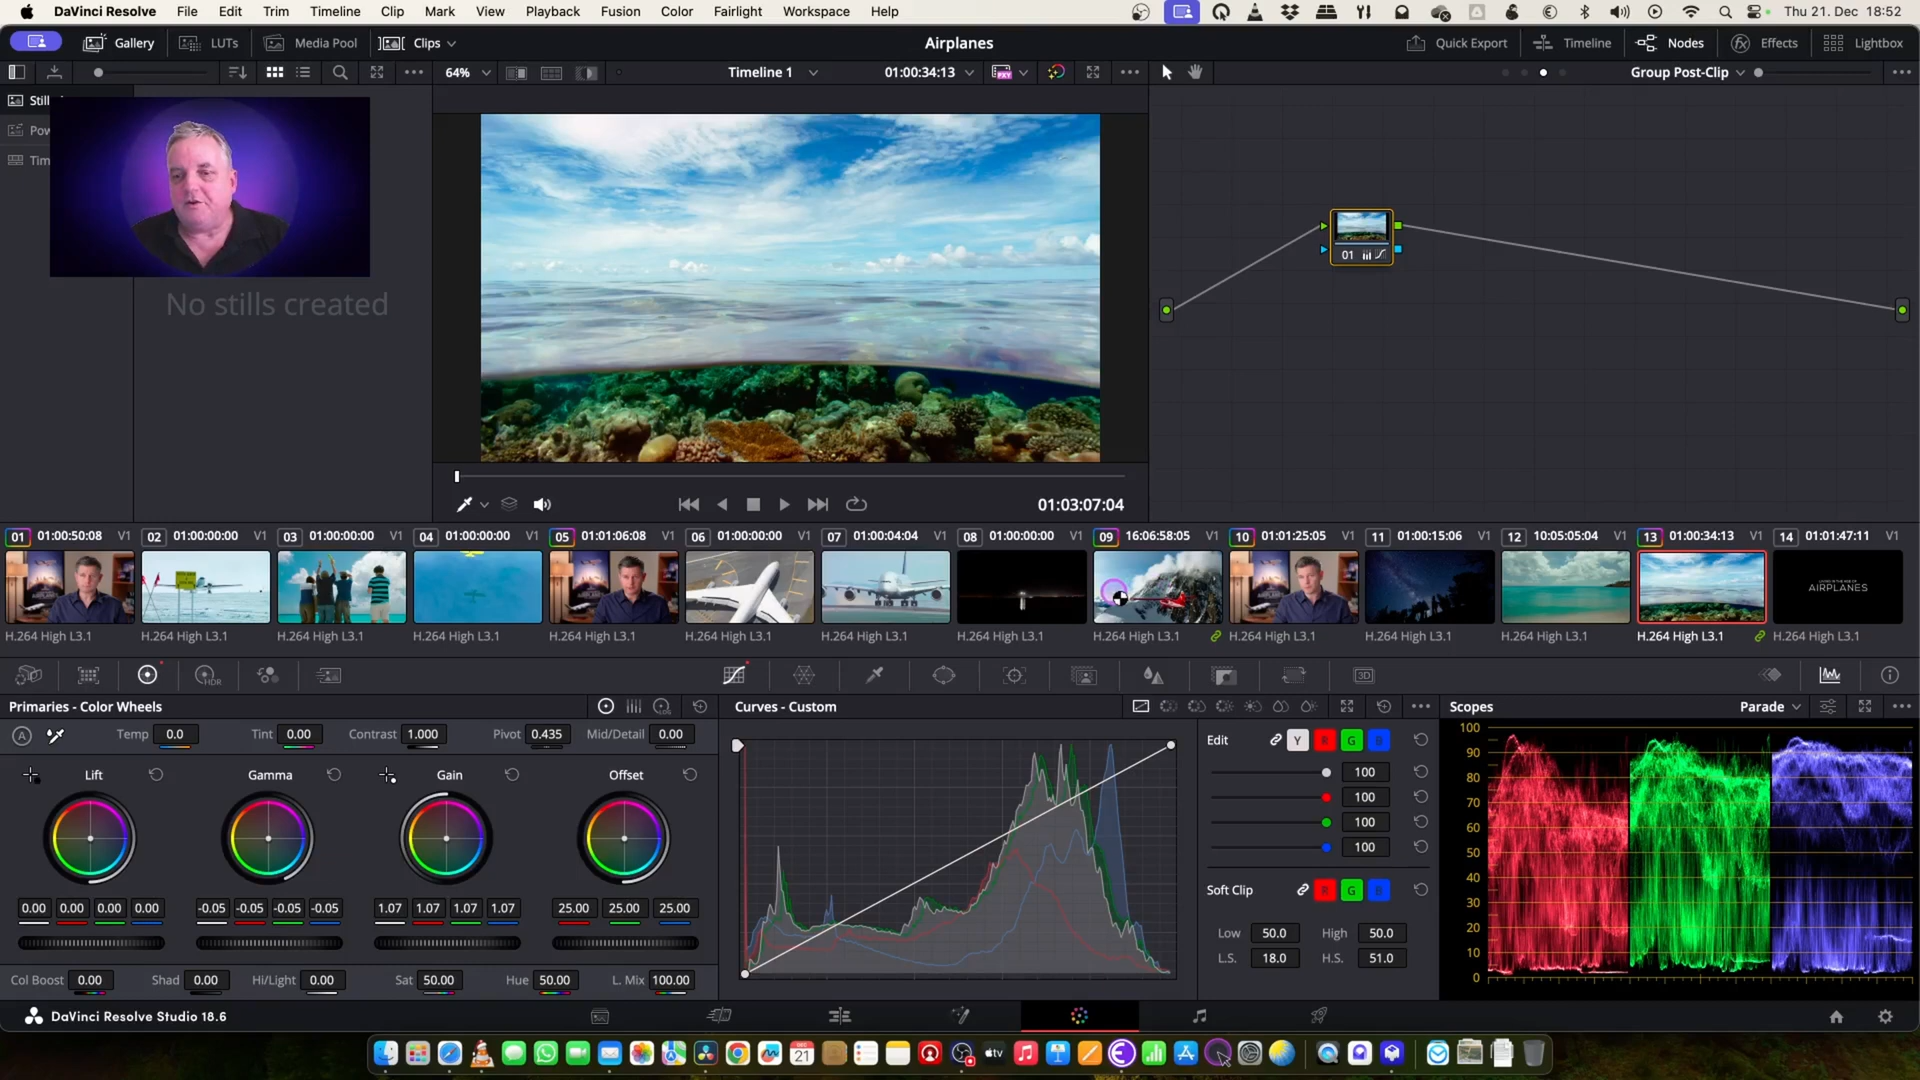 DaVinci Resolve File Edit Trim Timeline Clip Mark View Playback Fusion Color Fairlight Workspace Help Thu 21. Dec 18:52
Gallery LUTs Media Pool Clips Airplanes Quick Export Timeline Nodes Effects Lightbox
64% Timeline 1 01:00:34:13 Group Post-Clip
Still
Pow
Tim
No stills created
01
01:03:07:04
01 01:00:50:08 V1 02 01:00:00:00 V1 03 01:00:00:00 V1 04 01:00:00:00 V1 05 01:01:06:08 V1 06 01:00:00:00 V1 07 01:00:04:04 V1 08 01:00:00:00 V1 09 16:06:58:05 V1 10 01:01:25:05 V1 11 01:00:15:06 V1 12 10:05:05:04 V1 13 01:00:34:13 V1 14 01:01:47:11 V1
AIRPLANES
H.264 High L3.1 H.264 High L3.1 H.264 High L3.1 H.264 High L3.1 H.264 High L3.1 H.264 High L3.1 H.264 High L3.1 H.264 High L3.1 H.264 High L3.1 H.264 High L3.1 H.264 High L3.1 H.264 High L3.1 H.264 High L3.1 H.264 High L3.1
HDR 3D
Primaries - Color Wheels LOG Curves - Custom Scopes Parade
A Temp 0.0 Tint 0.00 Contrast 1.000 Pivot 0.435 Mid/Detail 0.00
Edit Y R G B
Lift Gamma Gain Offset
100
100
100
100
Soft Clip R G B
0.00 0.00 0.00 0.00 -0.05 -0.05 -0.05 -0.05 1.07 1.07 1.07 1.07 25.00 25.00 25.00
Low 50.0 High 50.0
L.S. 18.0 H.S. 51.0
Col Boost 0.00 Shad 0.00 Hi/Light 0.00 Sat 50.00 Hue 50.00 L. Mix 100.00
100
90
80
70
60
50
40
30
20
10
0
DaVinci Resolve Studio 18.6
DEC
21
tv